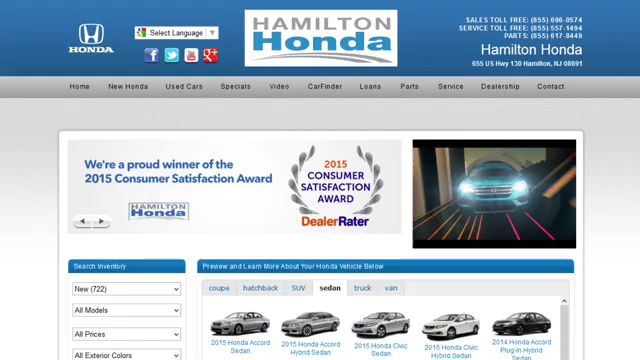 HONDA
Select Language
HAMILTON
Honda
SALES TOLL FREE: (855) 696-0574
SERVICE TOLL FREE: (855) 557-1494
PARTS: (855) 617-8449
Hamilton Honda
655 US Hwy 130 Hamilton, NJ 08691
Home New Honda Used Cars Specials Video CarFinder Loans Parts Service Dealership Contact
We're a proud winner of the
2015 Consumer Satisfaction Award
HAMILTON
Honda
2015
CONSUMER
SATISFACTION
AWARD
DealerRater
Search Inventory
New (722)
All Models
All Prices
All Exterior Colors
Preview and Learn More About Your Honda Vehicle Below
coupe hatchback SUV sedan truck van
2015 Honda Accord
Sedan
2015 Honda Accord
Hybrid Sedan
2015 Honda Civic
Sedan
2015 Honda Civic
Hybrid Sedan
2014 Honda Accord
Plug-In Hybrid
Sedan